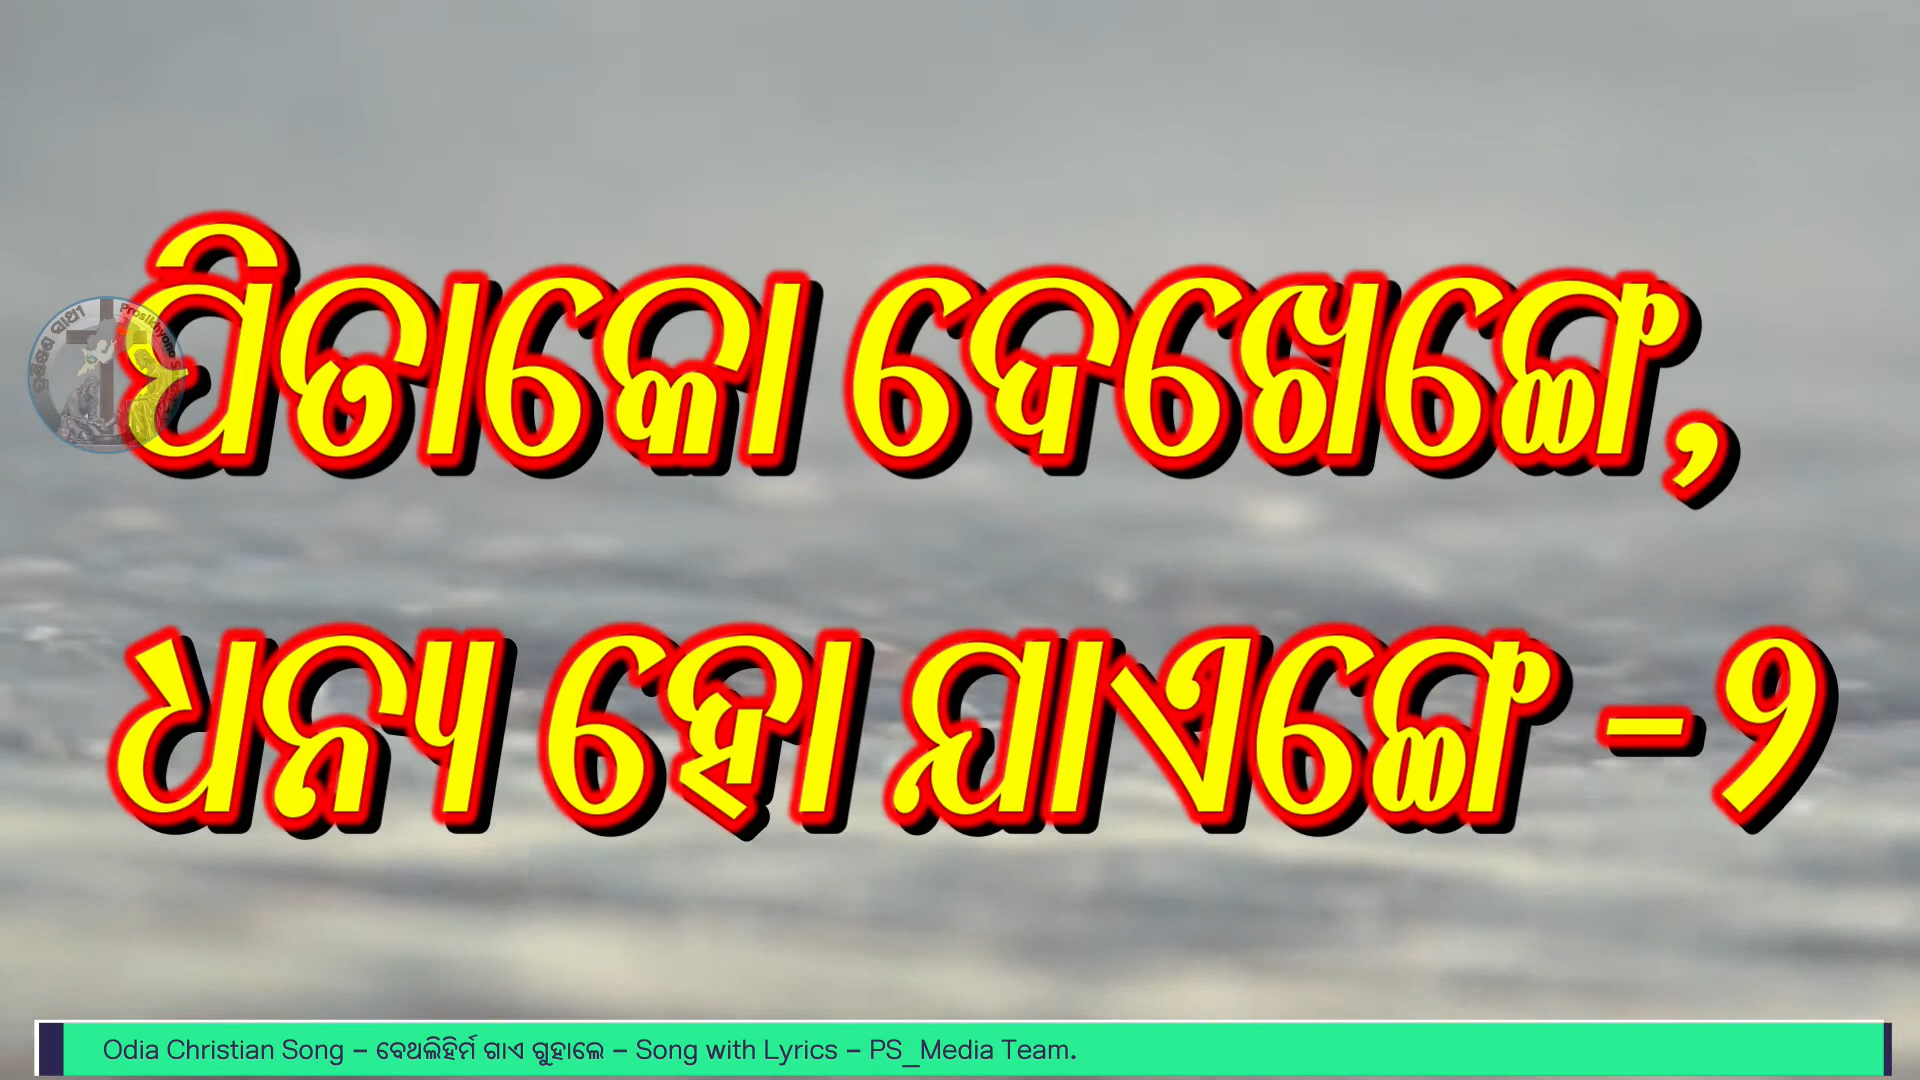 ପିତାକୋ ଦେଖେଙ୍ଗେ,
ଧନ୍ୟ ହୋ ଯାଏଙ୍ଗେ -୨
Odia Christian Song – ବେଥଲିହିର୍ମ ଗାଏ ଗୁହାଲେ – Song with Lyrics – PS_Media Team.